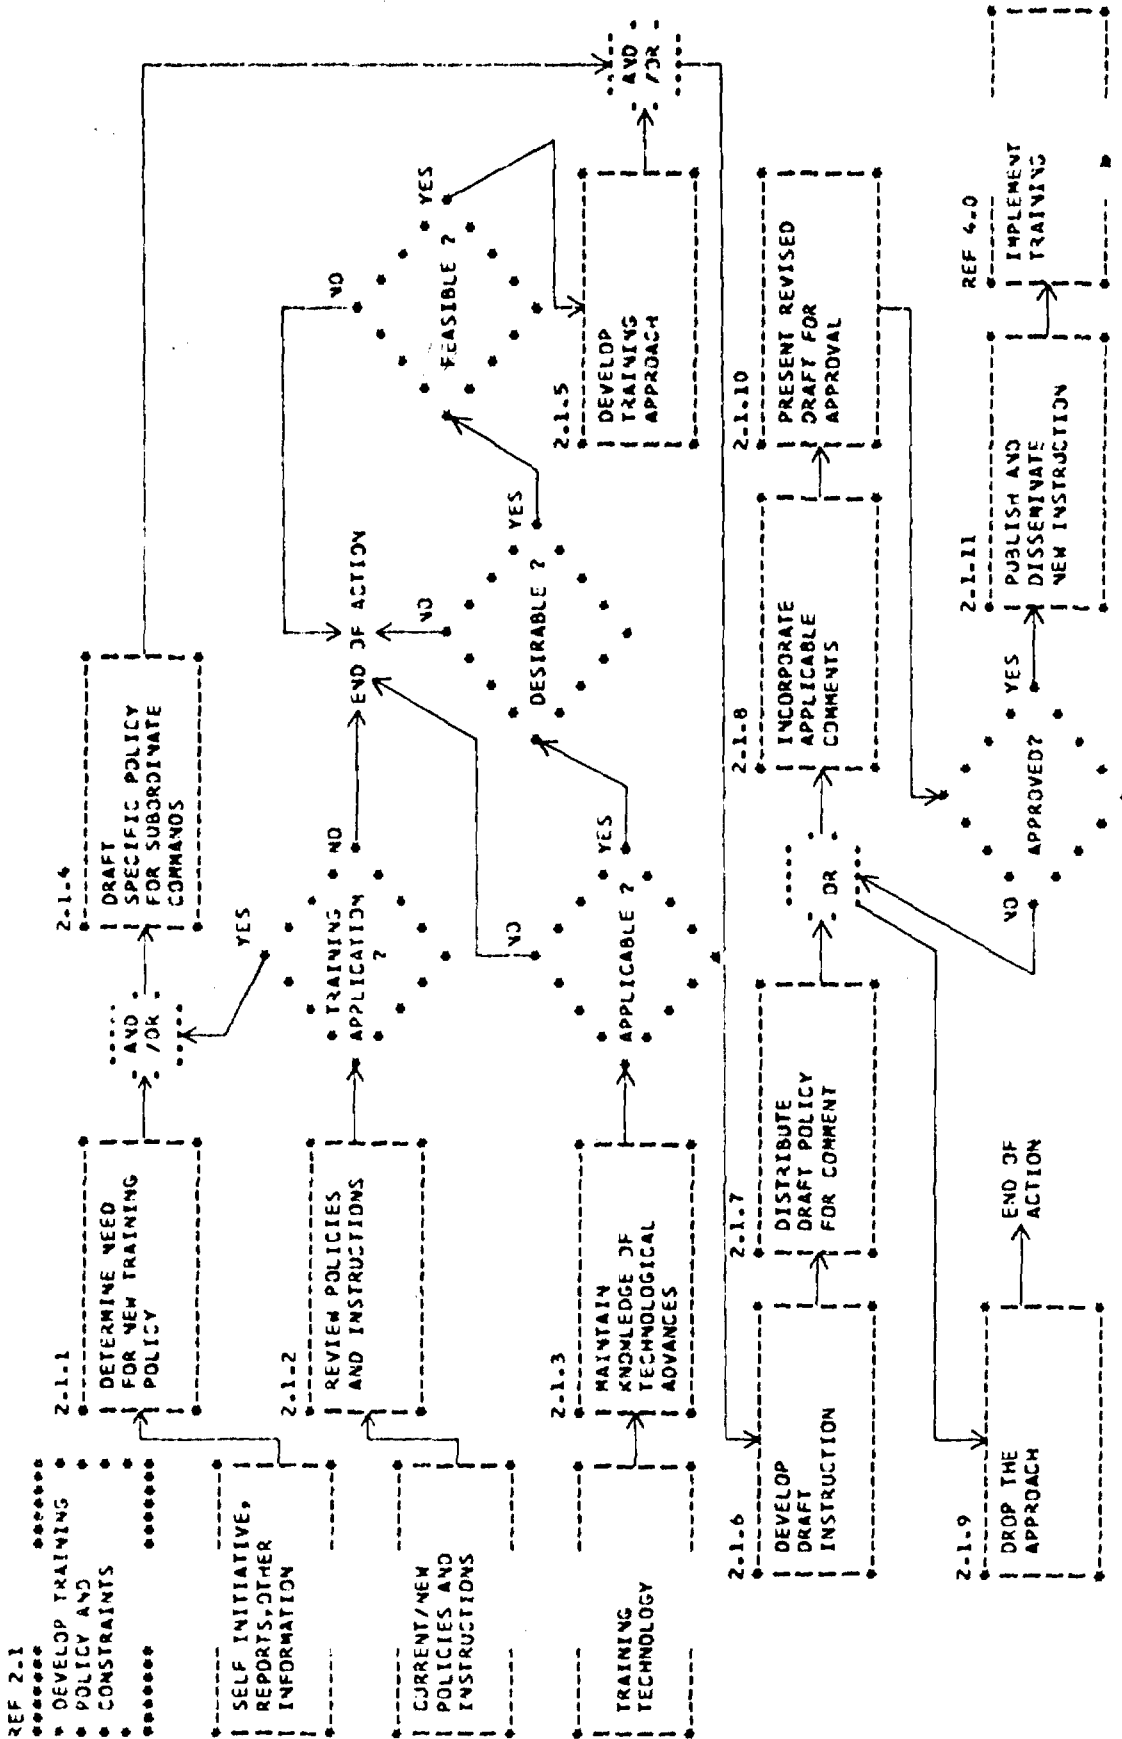 REF 2.1
DEVELOP TRAINING
POLICY AND
CONSTRAINTS
SELF INITIATIVE,
REPORTS,OTHER
INFORMATION
CURRENT/NEW
POLICIES AND
INSTRUCTIONS
TRAINING
TECHNOLOGY
2.1.1
DETERMINE NEED
FOR NEW TRAINING
POLICY
2.1.2
REVIEW POLICIES
AND INSTRUCTIONS
2.1.3
MAINTAIN
KNOWLEDGE OF
TECHNOLOGICAL
ADVANCES
AND
/OR
YES
TRAINING
APPLICATION
?
NO
NO
APPLICABLE ?
YES
2.1.4
DRAFT
SPECIFIC POLICY
FOR SUBORDINATE
COMMANDS
END OF ACTION
NO
DESIRABLE ?
YES
NO
FEASIBLE ?
YES
2.1.5
DEVELOP
TRAINING
APPROACH
AND
/OR
2.1.6
DEVELOP
DRAFT
INSTRUCTION
2.1.7
DISTRIBUTE
DRAFT POLICY
FOR COMMENT
OR
2.1.8
INCORPORATE
APPLICABLE
COMMENTS
2.1.10
PRESENT REVISED
DRAFT FOR
APPROVAL
2.1.9
DROP THE
APPROACH
END OF
ACTION
NO
APPROVED?
YES
2.1.11
PUBLISH AND
DISSEMINATE
NEW INSTRUCTION
REF 4.0
IMPLEMENT
TRAINING